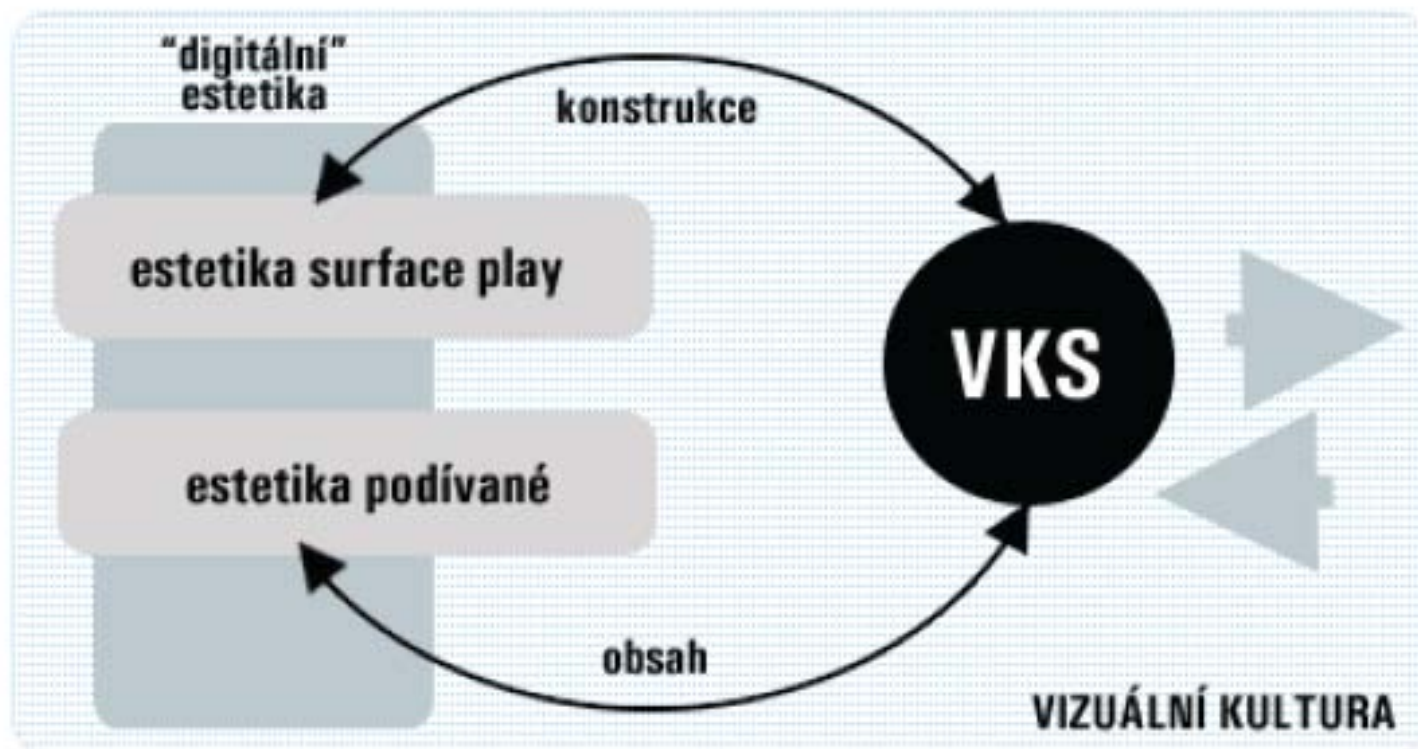 “digitální”
estetika
konstrukce
estetika surface play
VKS
estetika podívané
obsah
VIZUÁLNÍ KULTURA